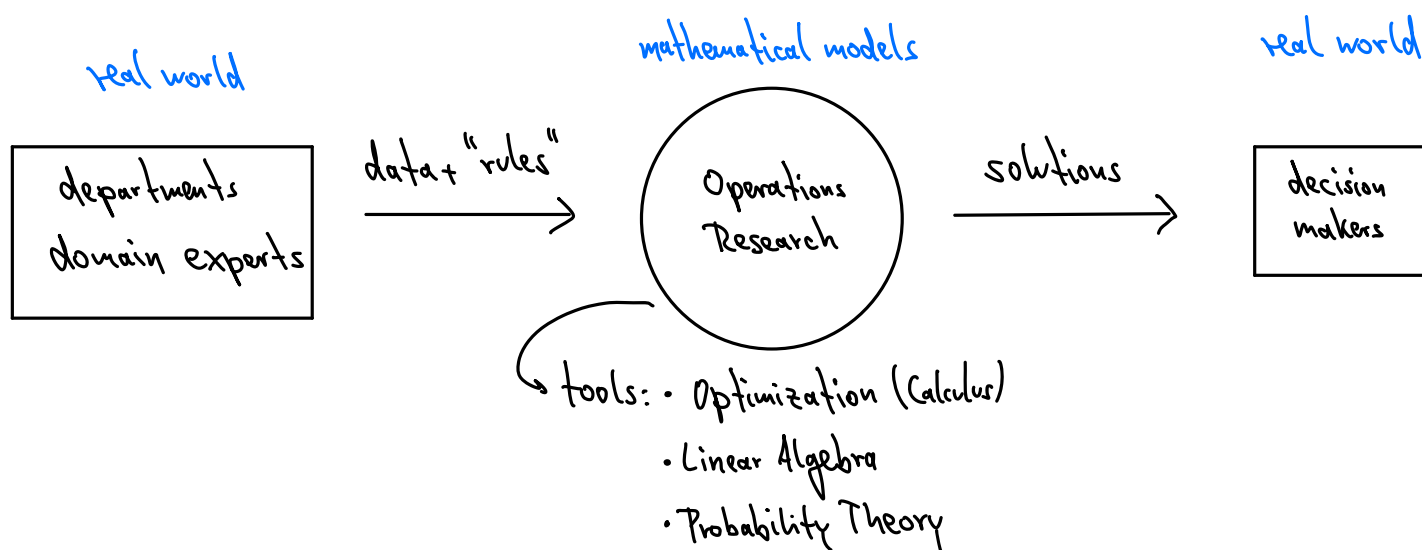 real world
mathematical models
real world
departments
domain experts
data + "rules"
Operations
Research
solutions
decision
makers
tools: • Optimization (Calculus)
• Linear Algebra
• Probability Theory